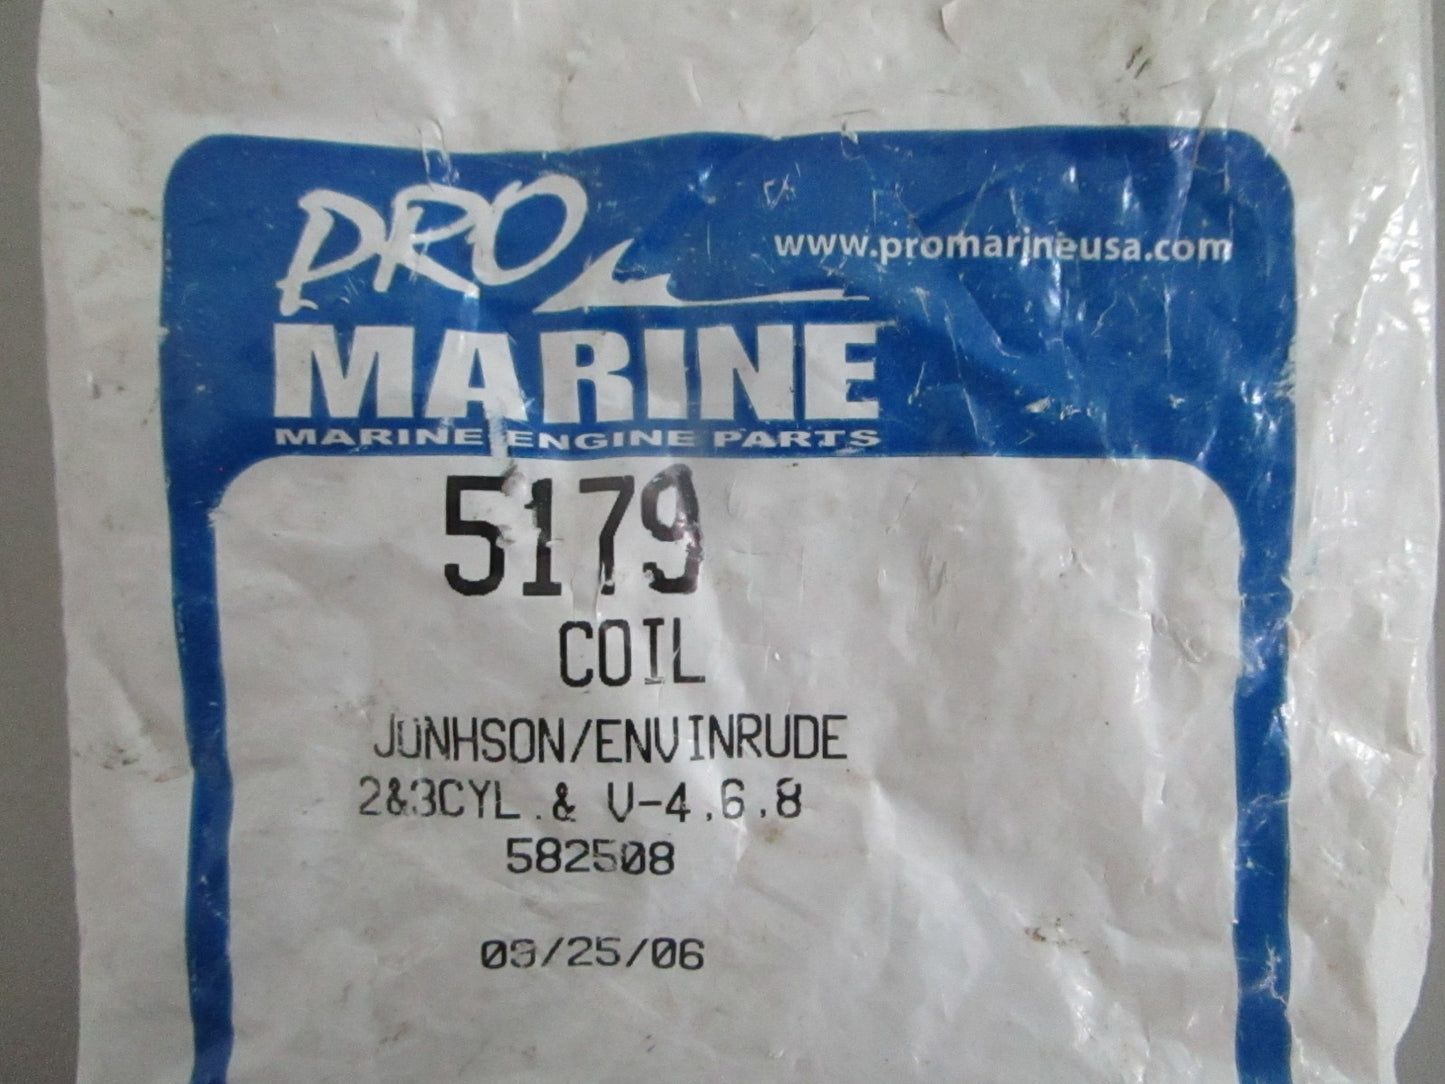 PRO
www.promarineusa.com
MARINE
MARINE ENGINE PARTS
5179
COIL
JONHSON/ENVINRUDE
2&3CYL.& V-4,6,8
582508
09/25/06